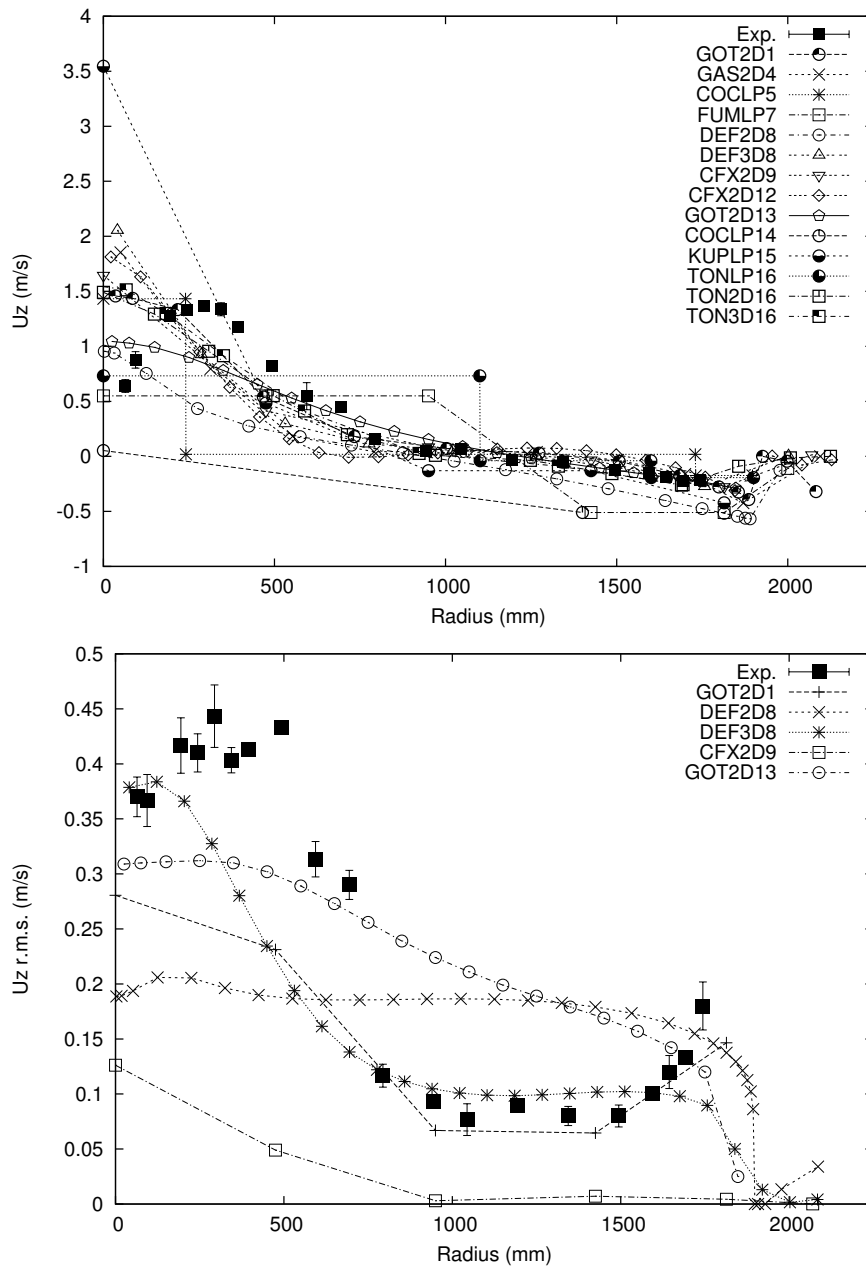 4
3.5
3
2.5
2
1.5
1
0.5
0
-0.5
-1
Uz (m/s)
Exp.
GOT2D1
GAS2D4
COCLP5
FUMLP7
DEF2D8
DEF3D8
CFX2D9
CFX2D12
GOT2D13
COCLP14
KUPLP15
TONLP16
TON2D16
TON3D16
0 500 1000 1500 2000
Radius (mm)
0.5
0.45
0.4
0.35
0.3
0.25
0.2
0.15
0.1
0.05
0
Uz r.m.s. (m/s)
Exp.
GOT2D1
DEF2D8
DEF3D8
CFX2D9
GOT2D13
0 500 1000 1500 2000
Radius (mm)